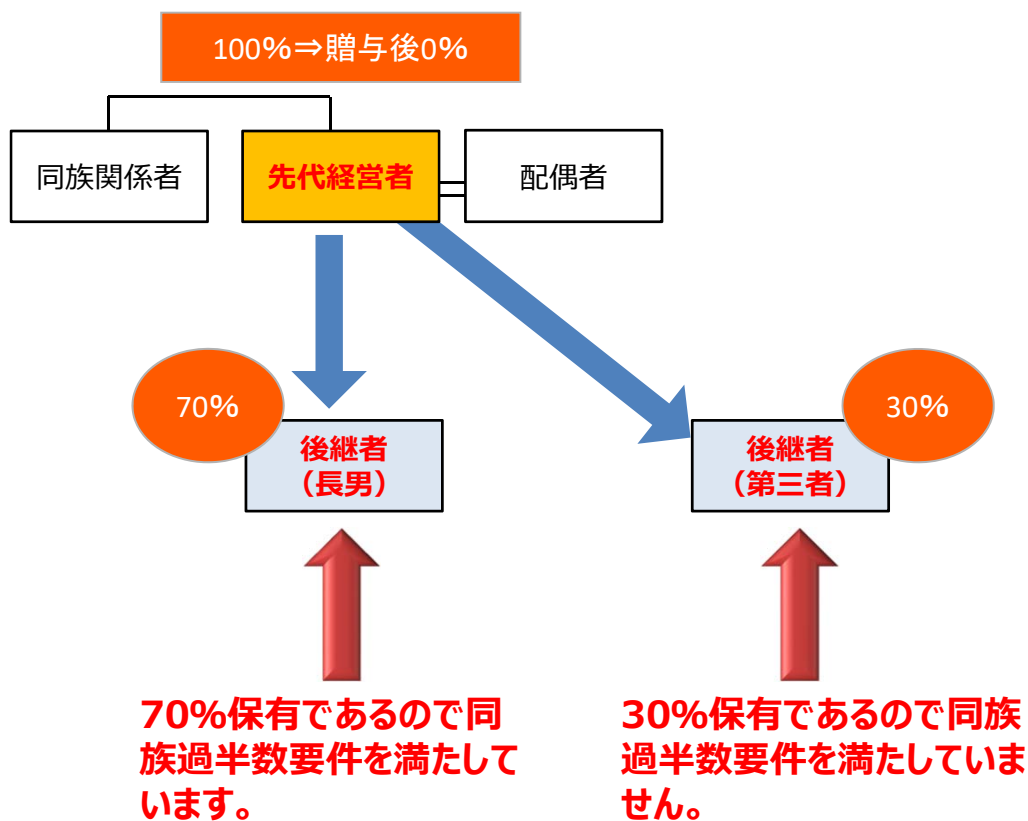 100%⇒贈与後0%
同族関係者
先代経営者
配偶者
70%
30%
後継者
（長男）
後継者
（第三者）
70%保有であるので同
族過半数要件を満たして
います。
30%保有であるので同族
過半数要件を満たしていま
せん。